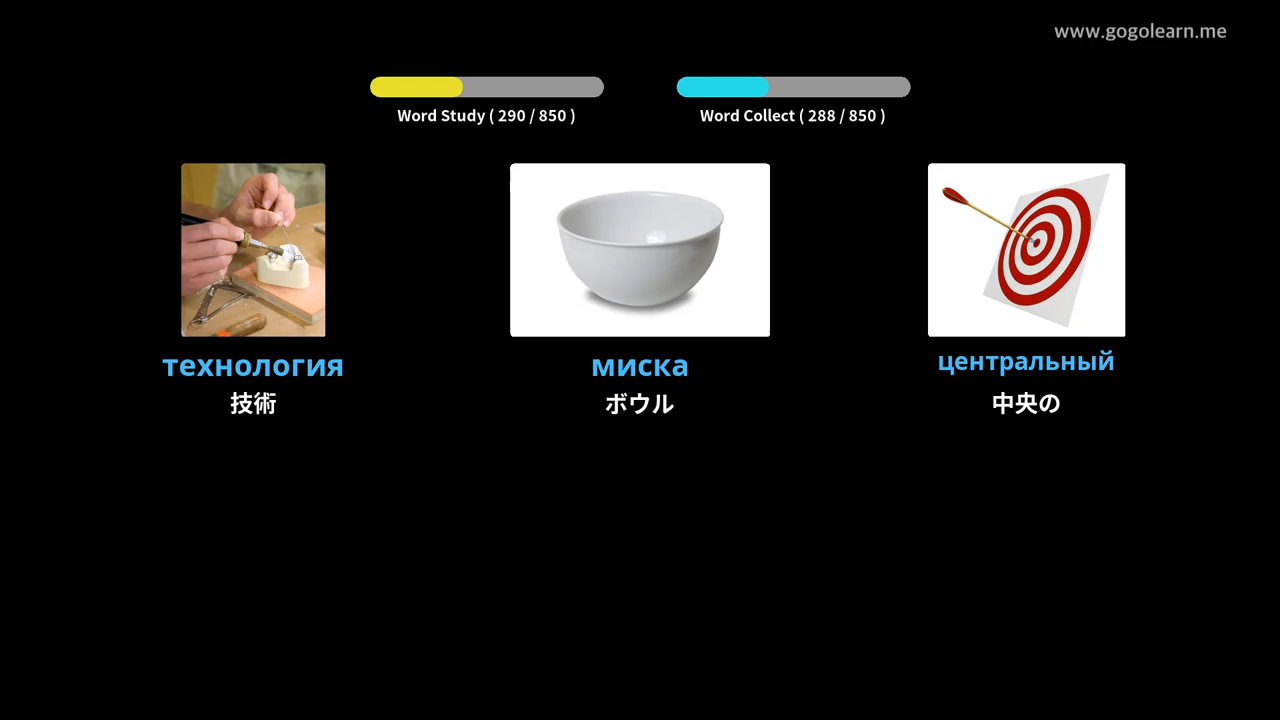 www.gogolearn.me
Word Study ( 290 / 850 )
Word Collect ( 288 / 850 )
технология
миска
центральный
技術
ボウル
中央の